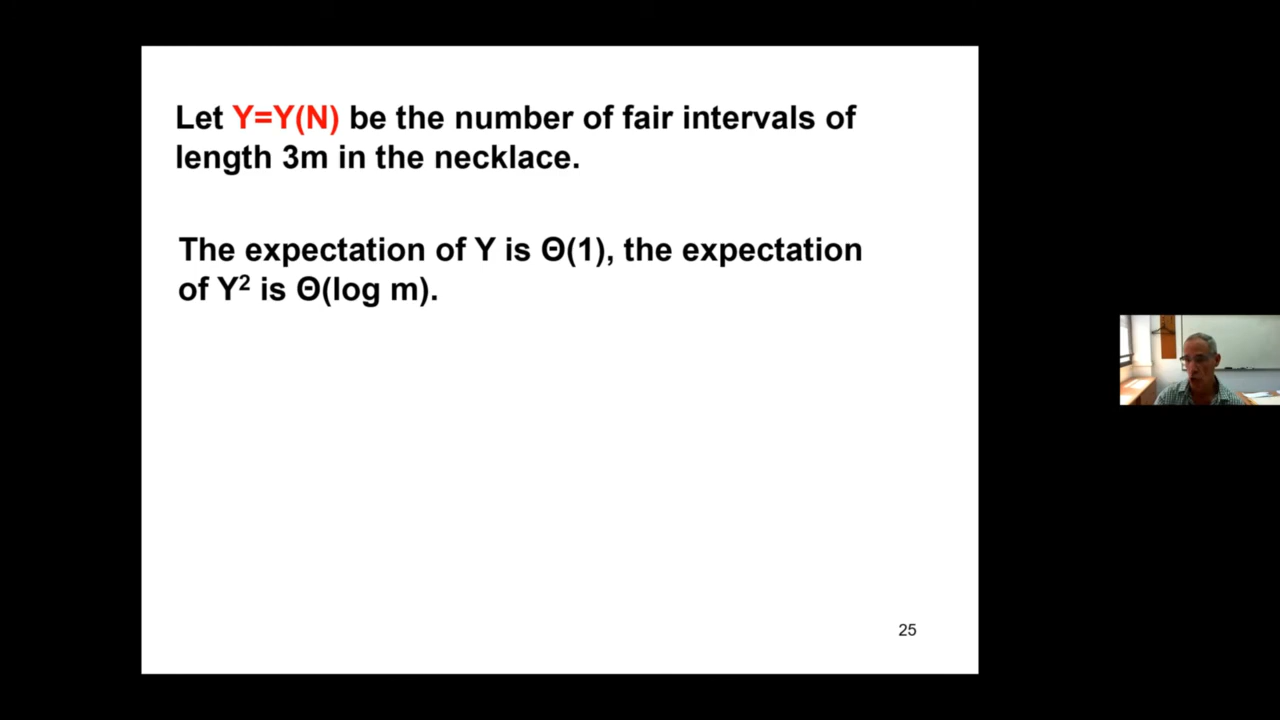 Let Y=Y(N) be the number of fair intervals of
length 3m in the necklace.
The expectation of Y is Θ(1), the expectation
of Y² is Θ(log m).
25